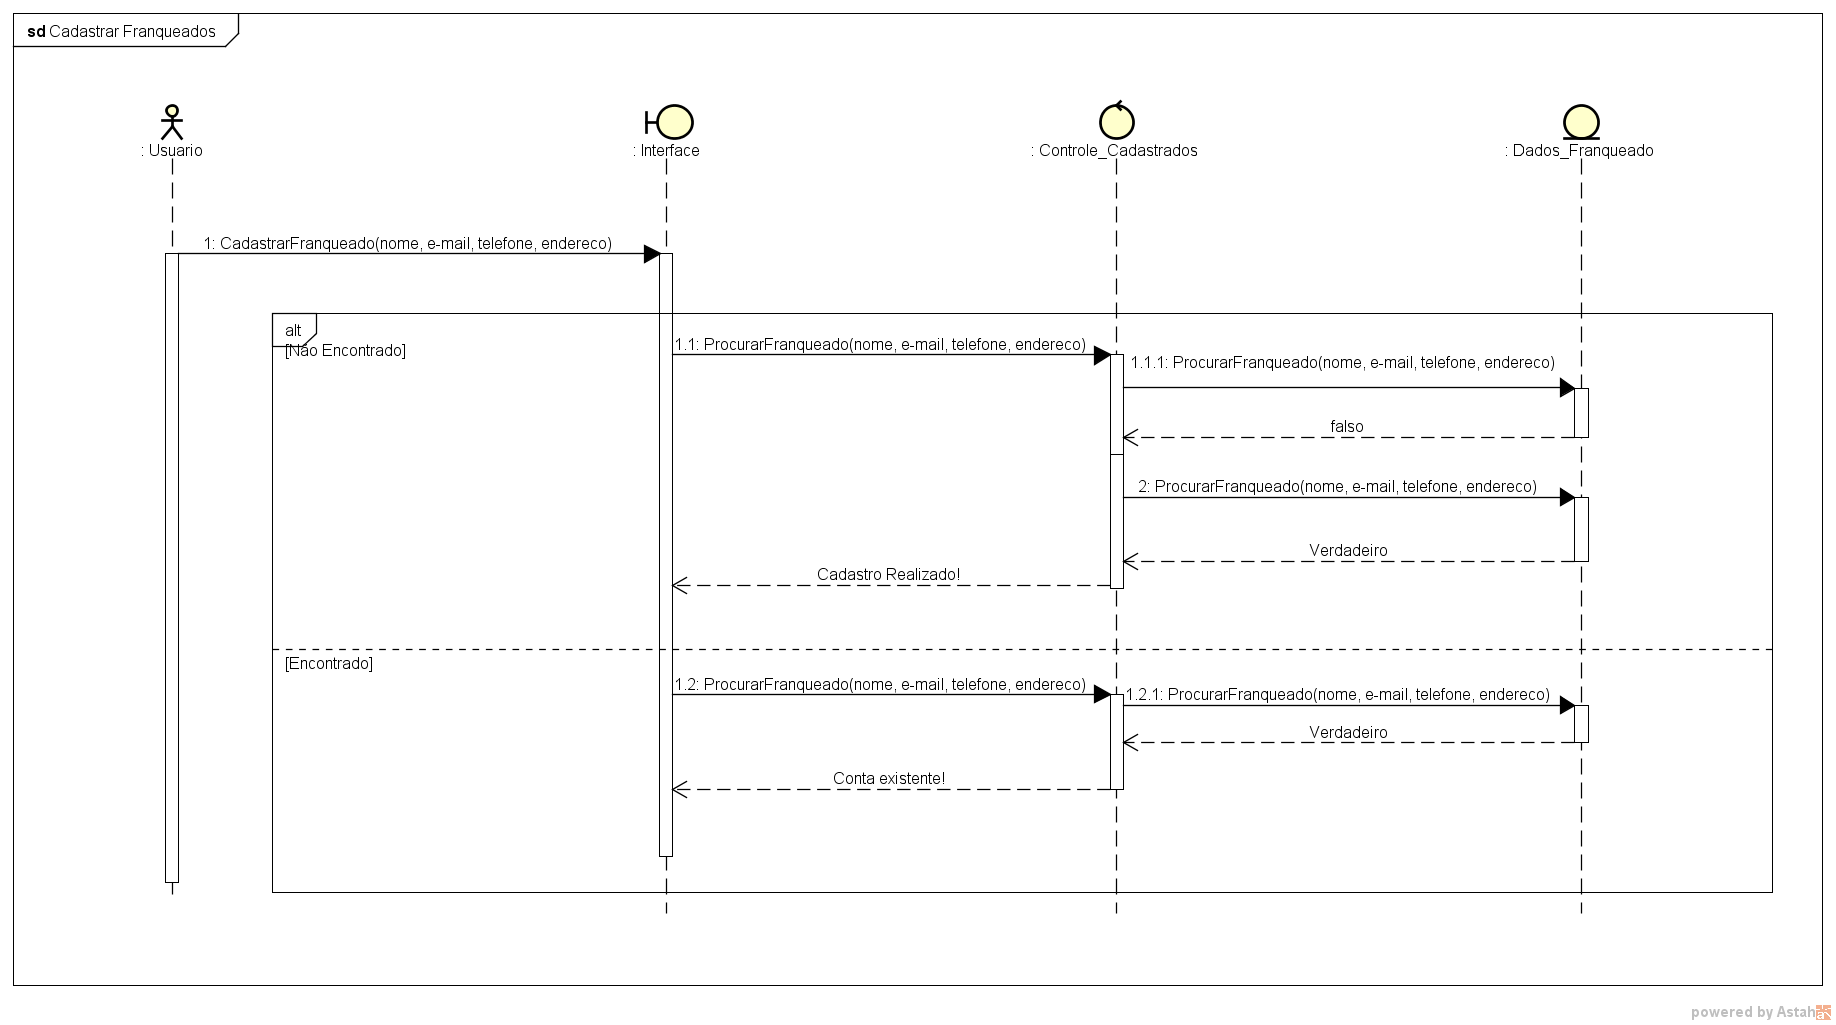 sd Cadastrar Franqueados
: Usuario
: Interface
: Controle_Cadastrados
: Dados_Franqueado
1: CadastrarFranqueado(nome, e-mail, telefone, endereco)
alt
[Nao Encontrado]
1.1: ProcurarFranqueado(nome, e-mail, telefone, endereco)
1.1.1: ProcurarFranqueado(nome, e-mail, telefone, endereco)
falso
2: ProcurarFranqueado(nome, e-mail, telefone, endereco)
Verdadeiro
Cadastro Realizado!
[Encontrado]
1.2: ProcurarFranqueado(nome, e-mail, telefone, endereco)
1.2.1: ProcurarFranqueado(nome, e-mail, telefone, endereco)
Verdadeiro
Conta existente!
powered by Astah